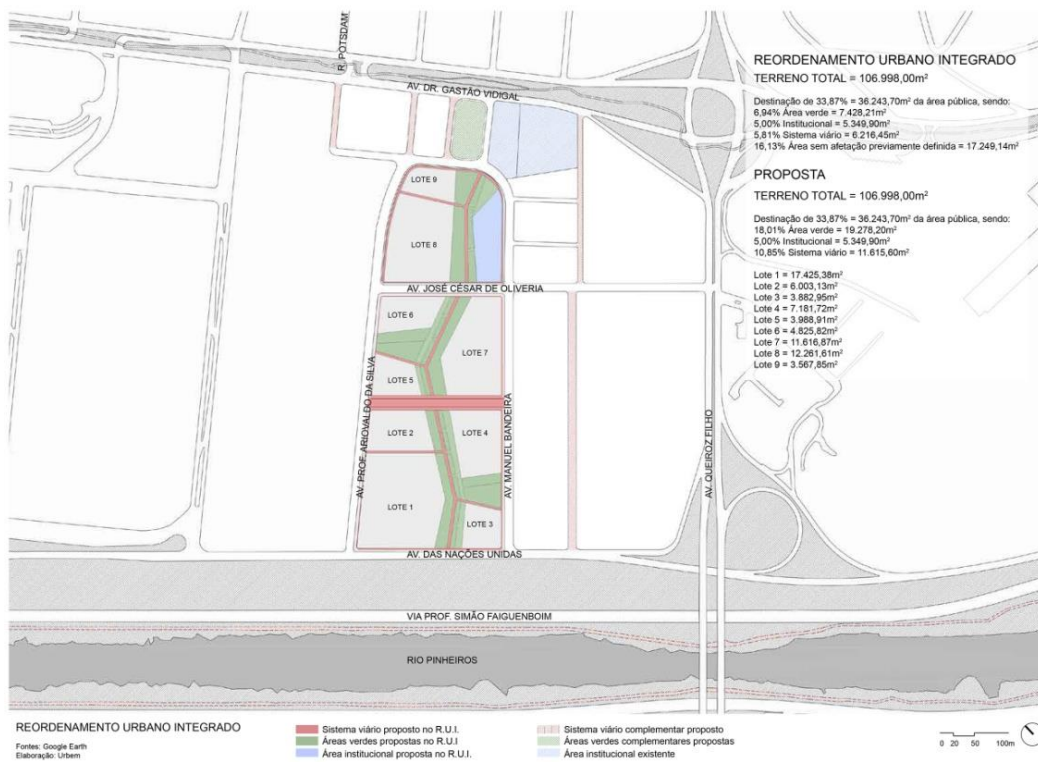 R. POTSDAM
AV. DR. GASTÃO VIDIGAL
LOTE 9
LOTE 8
AV. JOSÉ CÉSAR DE OLIVERIA
LOTE 6
LOTE 7
LOTE 5
AV. PROF. ARIOVALDO DA SILVA
AV. MANUEL BANDEIRA
LOTE 2
LOTE 4
AV. QUEIROZ FILHO
LOTE 1
LOTE 3
AV. DAS NAÇÕES UNIDAS
VIA PROF. SIMÃO FAIGUENBOIM
RIO PINHEIROS
REORDENAMENTO URBANO INTEGRADO
TERRENO TOTAL = 106.998,00m²
Destinação de 33,87% = 36.243,70m² da área pública, sendo:
6,94% Área verde = 7.428,21m²
5,00% Institucional = 5.349,90m²
5,81% Sistema viário = 6.216,45m²
16,13% Área sem afetação previamente definida = 17.249,14m²
PROPOSTA
TERRENO TOTAL = 106.998,00m²
Destinação de 33,87% = 36.243,70m² da área pública, sendo:
18,01% Área verde = 19.278,20m²
5,00% Institucional = 5.349,90m²
10,85% Sistema viário = 11.615,60m²
Lote 1 = 17.425,38m²
Lote 2 = 6.003,13m²
Lote 3 = 3.882,95m²
Lote 4 = 7.181,72m²
Lote 5 = 3.988,91m²
Lote 6 = 4.825,82m²
Lote 7 = 11.616,87m²
Lote 8 = 12.261,61m²
Lote 9 = 3.567,85m²
REORDENAMENTO URBANO INTEGRADO
Fontes: Google Earth
Elaboração: Urbem
Sistema viário proposto no R.U.I.
Áreas verdes propostas no R.U.I
Área institucional proposta no R.U.I.
Sistema viário complementar proposto
Áreas verdes complementares propostas
Área institucional existente
0 20 50 100m